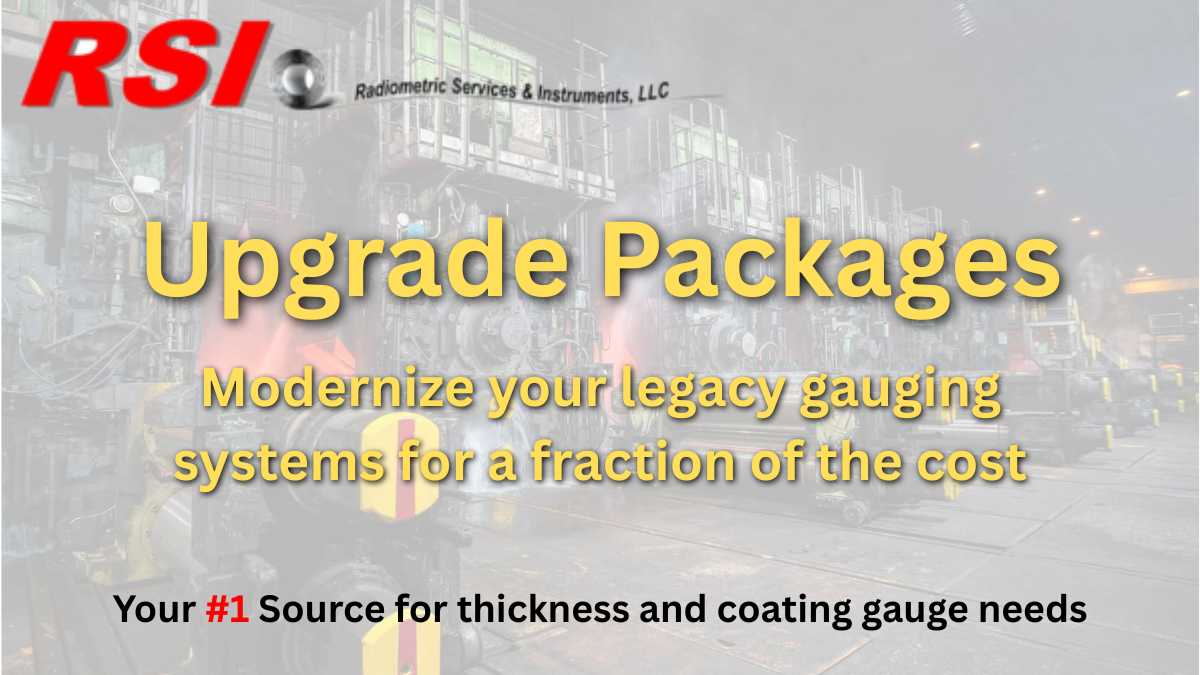 RSI
Radiometric Services & Instruments, LLC
Upgrade Packages
Modernize your legacy gauging
systems for a fraction of the cost
Your #1 Source for thickness and coating gauge needs